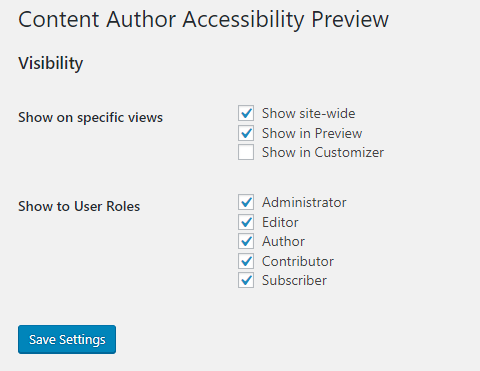 Content Author Accessibility Preview
Visibility
Show on specific views
Show site-wide
Show in Preview
Show in Customizer
Show to User Roles
Administrator
Editor
Author
Contributor
Subscriber
Save Settings